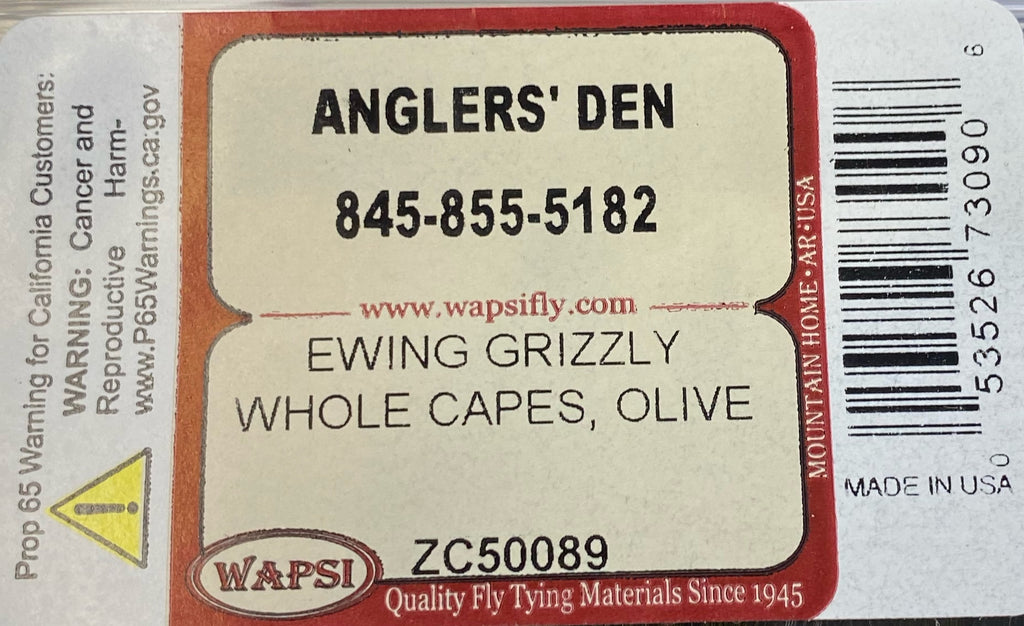 Prop 65 Warning for California Customers:
WARNING: Cancer and
Reproductive Harm-
www.P65Warnings.ca.gov
ANGLERS' DEN
845-855-5182
www.wapsifly.com
EWING GRIZZLY
WHOLE CAPES, OLIVE
ZC50089
WAPSI
Quality Fly Tying Materials Since 1945
MOUNTAIN HOME • AR • USA
0 53526 73090 6
MADE IN USA